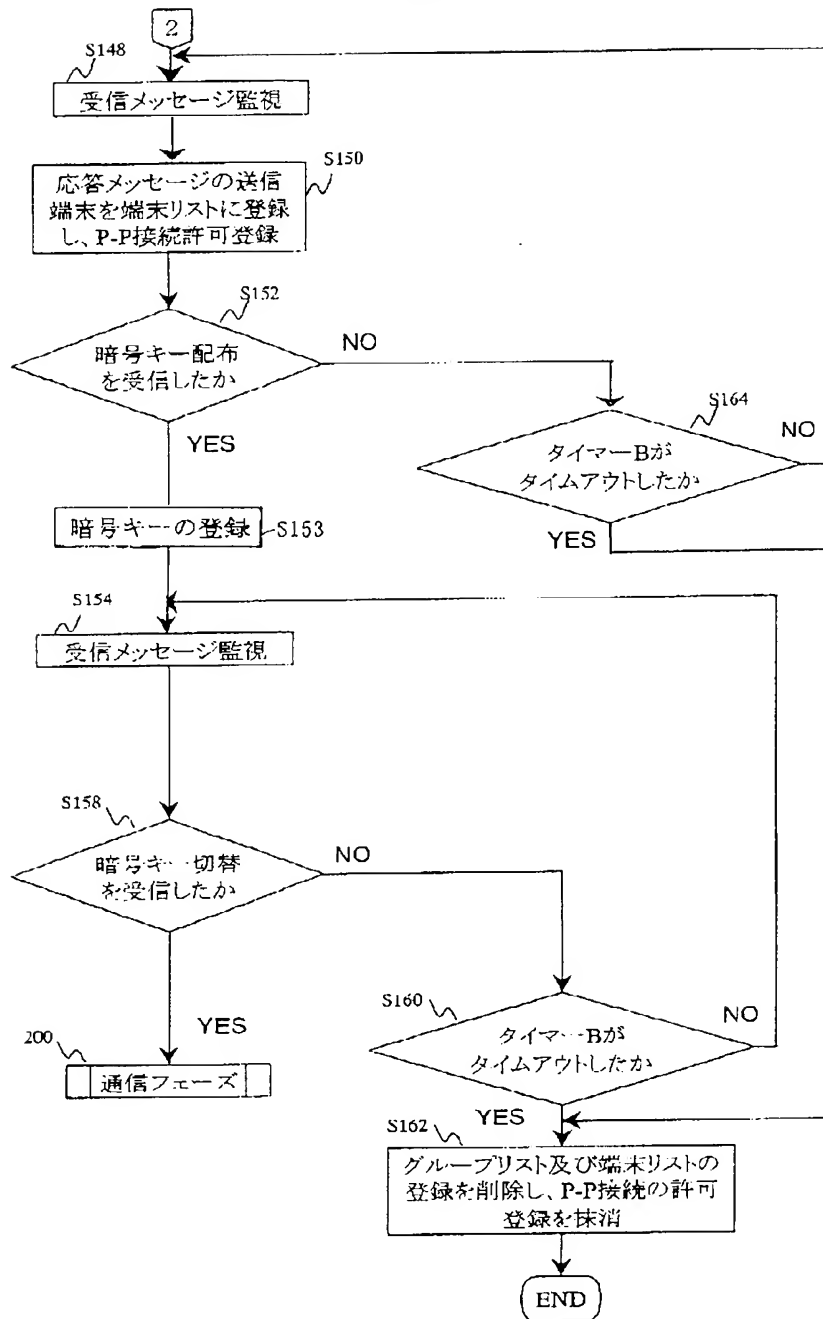 2
S148
受信メッセージ監視
S150
応答メッセージの送信
端末を端末リストに登録
し、P-P接続許可登録
S152
暗号キー配布
を受信したか
NO
YES
S164
タイマーBが
タイムアウトしたか
NO
YES
暗号キーの登録
S153
S154
受信メッセージ監視
S158
暗号キー切替
を受信したか
NO
YES
S160
タイマーBが
タイムアウトしたか
NO
YES
200
通信フェーズ
S162
グループリスト及び端末リストの
登録を削除し、P-P接続の許可
登録を抹消
END